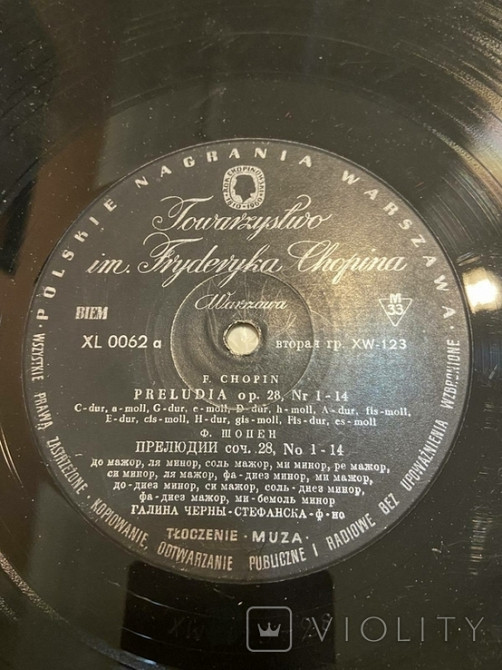 POLSKIE NAGRANIA WARSZAWA
Towarzystwo
im. Fryderyka Chopina
Warszawa
BIEM
M
33
XL 0062 a
вторая гр. XW-123
F. CHOPIN
PRELUDIA op. 28, Nr 1-14
C-dur, a-moll, G-dur, e-moll, D-dur, h-moll, A-dur, fis-moll,
E-dur, cis-moll, H-dur, gis-moll, Fis-dur, es-moll
Ф. ШОПЕН
ПРЕЛЮДИИ соч. 28, No 1-14
до мажор, ля минор, соль мажор, ми минор, ре мажор,
си минор, ля мажор, фа-диез минор, ми мажор,
до-диез минор, си мажор, соль-диез минор,
фа-диез мажор, ми-бемоль минор
ГАЛИНА ЧЕРНЫ-СТЕФАНСКА-ф-но
TŁOCZENIE · MUZA ·
· WSZYSTKIE PRAWA ZASTRZEŻONE · KOPIOWANIE, ODTWARZANIE PUBLICZNE I RADIOWE BEZ UPOWAŻNIENIA WZBRONIONE ·
VIOLITY